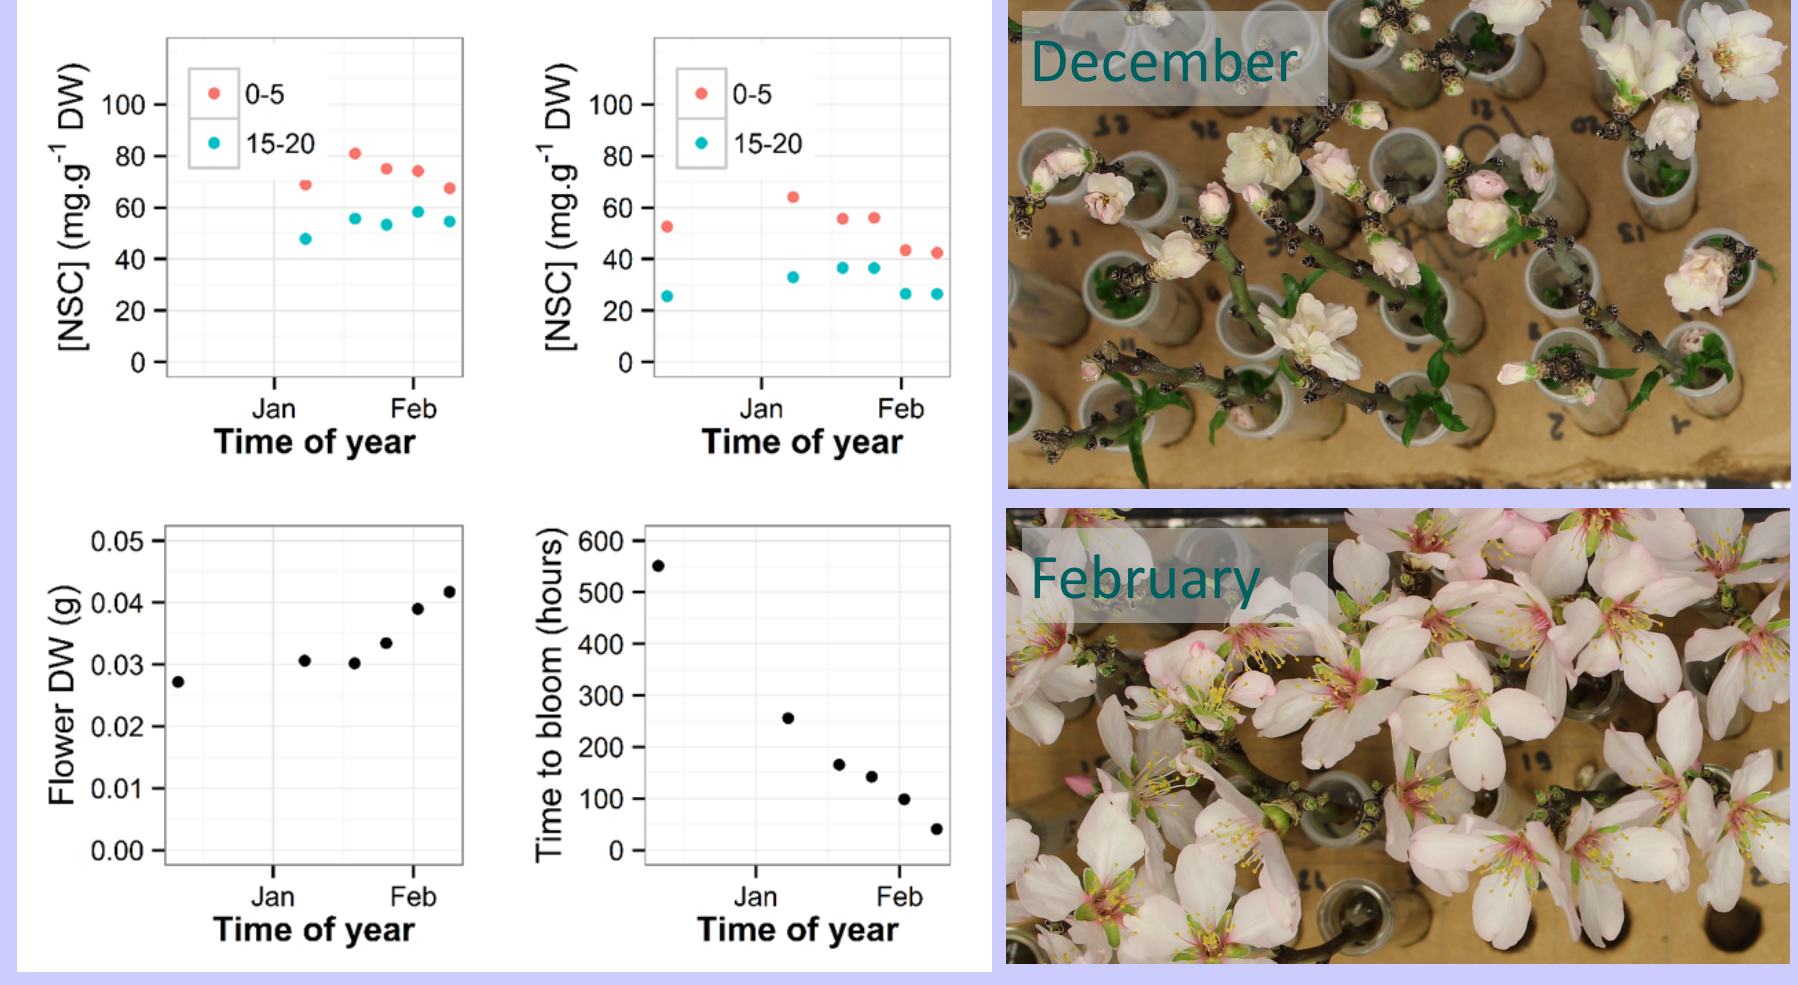 [NSC] (mg.g⁻¹ DW)
100
80
60
40
20
0
0-5
15-20
Jan
Feb
Time of year
[NSC] (mg.g⁻¹ DW)
100
80
60
40
20
0
0-5
15-20
Jan
Feb
Time of year
Flower DW (g)
0.05
0.04
0.03
0.02
0.01
0.00
Jan
Feb
Time of year
Time to bloom (hours)
600
500
400
300
200
100
0
Jan
Feb
Time of year
December
February